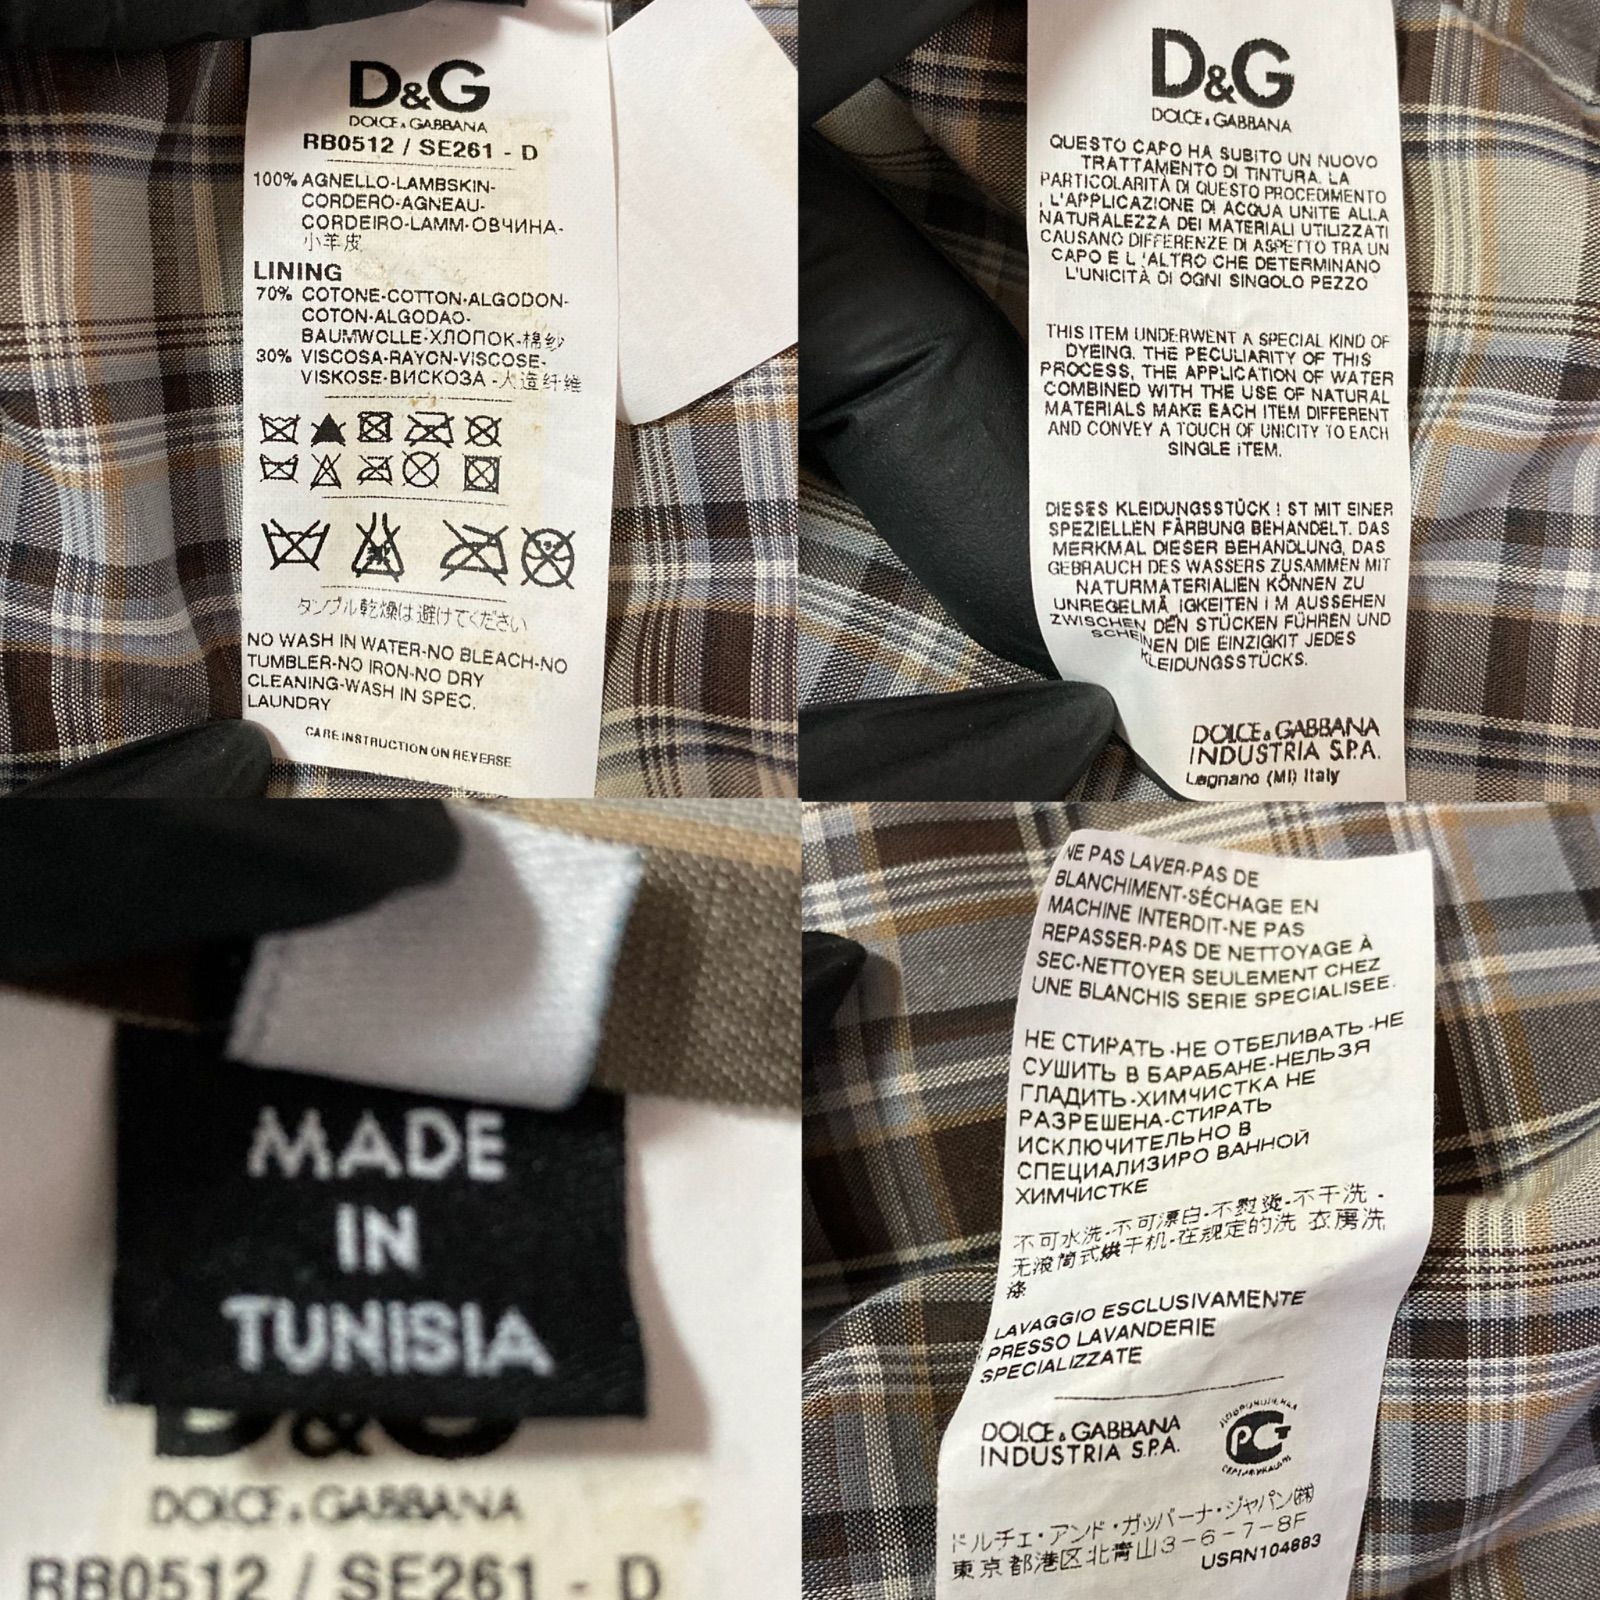 D&G
DOLCE & GABBANA
RB0512 / SE261 - D
100% AGNELLO-LAMBSKIN-
CORDERO-AGNEAU-
CORDEIRO-LAMM-ОВЧИНА-
小羊皮
LINING
70% COTONE-COTTON-ALGODON-
COTON-ALGODAO-
BAUMWOLLE-ХЛОПОК-棉纱
30% VISCOSA-RAYON-VISCOSE-
VISKOSE-ВИСКОЗА-人造纤维
タンブル乾燥は避けてください
NO WASH IN WATER-NO BLEACH-NO
TUMBLER-NO IRON-NO DRY
CLEANING-WASH IN SPEC.
LAUNDRY
CARE INSTRUCTION ON REVERSE
D&G
DOLCE & GABBANA
QUESTO CAPO HA SUBITO UN NUOVO
TRATTAMENTO DI TINTURA. LA
PARTICOLARITÀ DI QUESTO PROCEDIMENTO
, L'APPLICAZIONE DI ACQUA UNITE ALLA
NATURALEZZA DEI MATERIALI UTILIZZATI
CAUSANO DIFFERENZE DI ASPETTO TRA UN
CAPO E L 'ALTRO CHE DETERMINANO
L'UNICITÀ DI OGNI SINGOLO PEZZO
THIS ITEM UNDERWENT A SPECIAL KIND OF
DYEING. THE PECULIARITY OF THIS
PROCESS, THE APPLICATION OF WATER
COMBINED WITH THE USE OF NATURAL
MATERIALS MAKE EACH ITEM DIFFERENT
AND CONVEY A TOUCH OF UNICITY TO EACH
SINGLE ITEM.
DIESES KLEIDUNGSSTÜCK I ST MIT EINER
SPEZIELLEN FÄRBUNG BEHANDELT. DAS
MERKMAL DIESER BEHANDLUNG, DAS
GEBRAUCH DES WASSERS ZUSAMMEN MIT
NATURMATERIALIEN KÖNNEN ZU
UNREGELMÄ IGKEITEN I M AUSSEHEN
ZWISCHEN DEN STÜCKEN FÜHREN UND
SCHEINEN DIE EINZIGKIT JEDES
KLEIDUNGSSTÜCKS.
DOLCE & GABBANA
INDUSTRIA S.P.A.
Legnano (MI) Italy
MADE
IN
TUNISIA
D&G
DOLCE & GABBANA
RB0512 / SE261 - D
NE PAS LAVER-PAS DE
BLANCHIMENT-SÉCHAGE EN
MACHINE INTERDIT-NE PAS
REPASSER-PAS DE NETTOYAGE À
SEC-NETTOYER SEULEMENT CHEZ
UNE BLANCHIS SERIE SPECIALISEE.
НЕ СТИРАТЬ-НЕ ОТБЕЛИВАТЬ-НЕ
СУШИТЬ В БАРАБАНЕ-НЕЛЬЗЯ
ГЛАДИТЬ-ХИМЧИСТКА НЕ
РАЗРЕШЕНА-СТИРАТЬ
ИСКЛЮЧИТЕЛЬНО В
СПЕЦИАЛИЗИРО ВАННОЙ
ХИМЧИСТКЕ
不可水洗-不可漂白-不熨烫-不干洗-
无滚筒式烘干机-在规定的洗 衣房洗
涤
LAVAGGIO ESCLUSIVAMENTE
PRESSO LAVANDERIE
SPECIALIZZATE
DOLCE & GABBANA
INDUSTRIA S.P.A.
ドルチェ・アンド・ガッバーナ・ジャパン㈱
東京都港区北青山3-6-7-8F
USRN104883